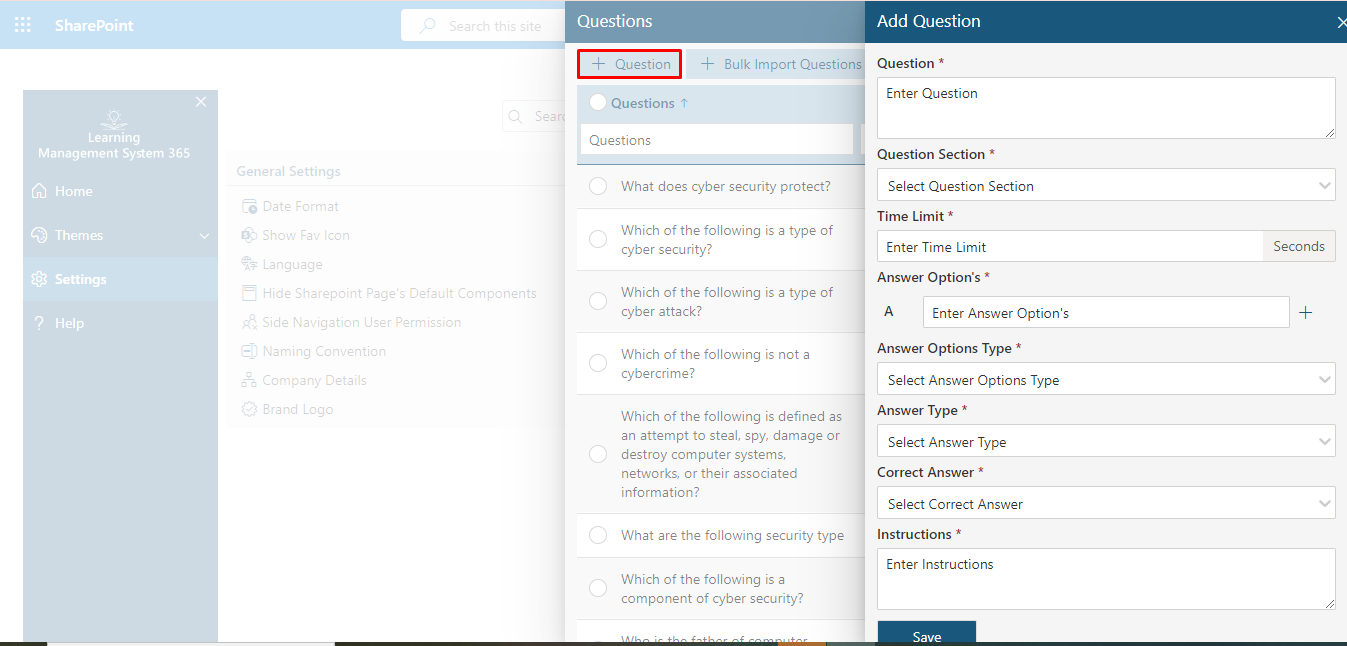 SharePoint
Search this site
Learning
Management System 365
Home
Themes
Settings
Help
General Settings
Date Format
Show Fav Icon
Language
Hide Sharepoint Page's Default Components
Side Navigation User Permission
Naming Convention
Company Details
Brand Logo
Questions
Question
Bulk Import Questions
Questions ↑
Questions
What does cyber security protect?
Which of the following is a type of
cyber security?
Which of the following is a type of
cyber attack?
Which of the following is not a
cybercrime?
Which of the following is defined as
an attempt to steal, spy, damage or
destroy computer systems,
networks, or their associated
information?
What are the following security type
Which of the following is a
component of cyber security?
Who is the father of computer
Add Question
Question *
Enter Question
Question Section *
Select Question Section
Time Limit *
Enter Time Limit
Seconds
Answer Option's *
A
Enter Answer Option's
Answer Options Type *
Select Answer Options Type
Answer Type *
Select Answer Type
Correct Answer *
Select Correct Answer
Instructions *
Enter Instructions
Save